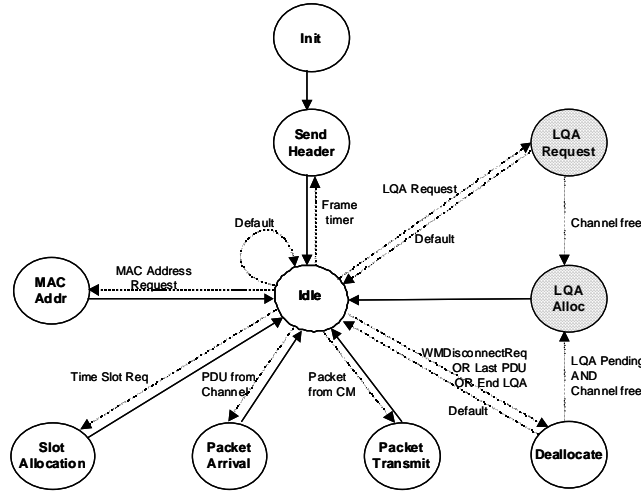 Init
Send
Header
LQA
Request
LQA Request
Frame
timer
Default
Default
Channel free
MAC
Addr
MAC Address
Request
Idle
LQA
Alloc
WMDisconnectReq
OR Last PDU
OR End LQA
LQA Pending
AND
Channel free
Time Slot Req
PDU from
Channel
Packet
from CM
Default
Slot
Allocation
Packet
Arrival
Packet
Transmit
Deallocate